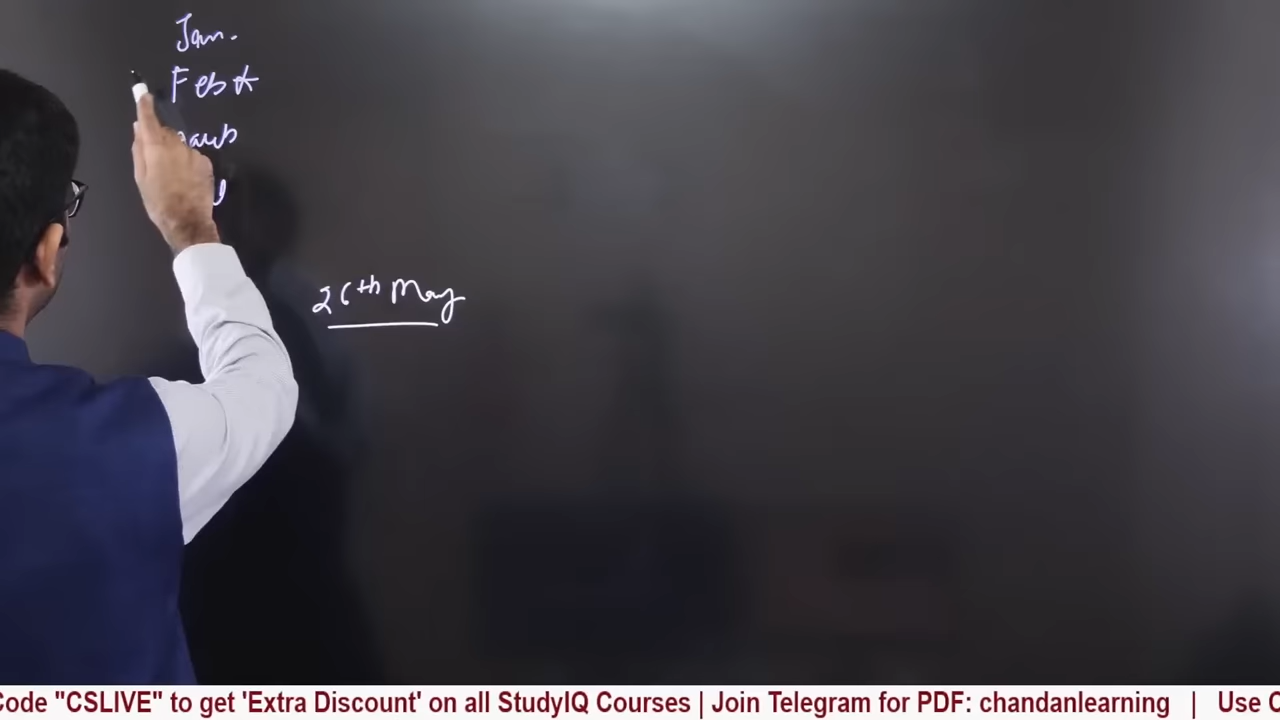 Jan.
Feb
26th May
Code "CSLIVE" to get 'Extra Discount' on all StudyIQ Courses | Join Telegram for PDF: chandanlearning | Use C